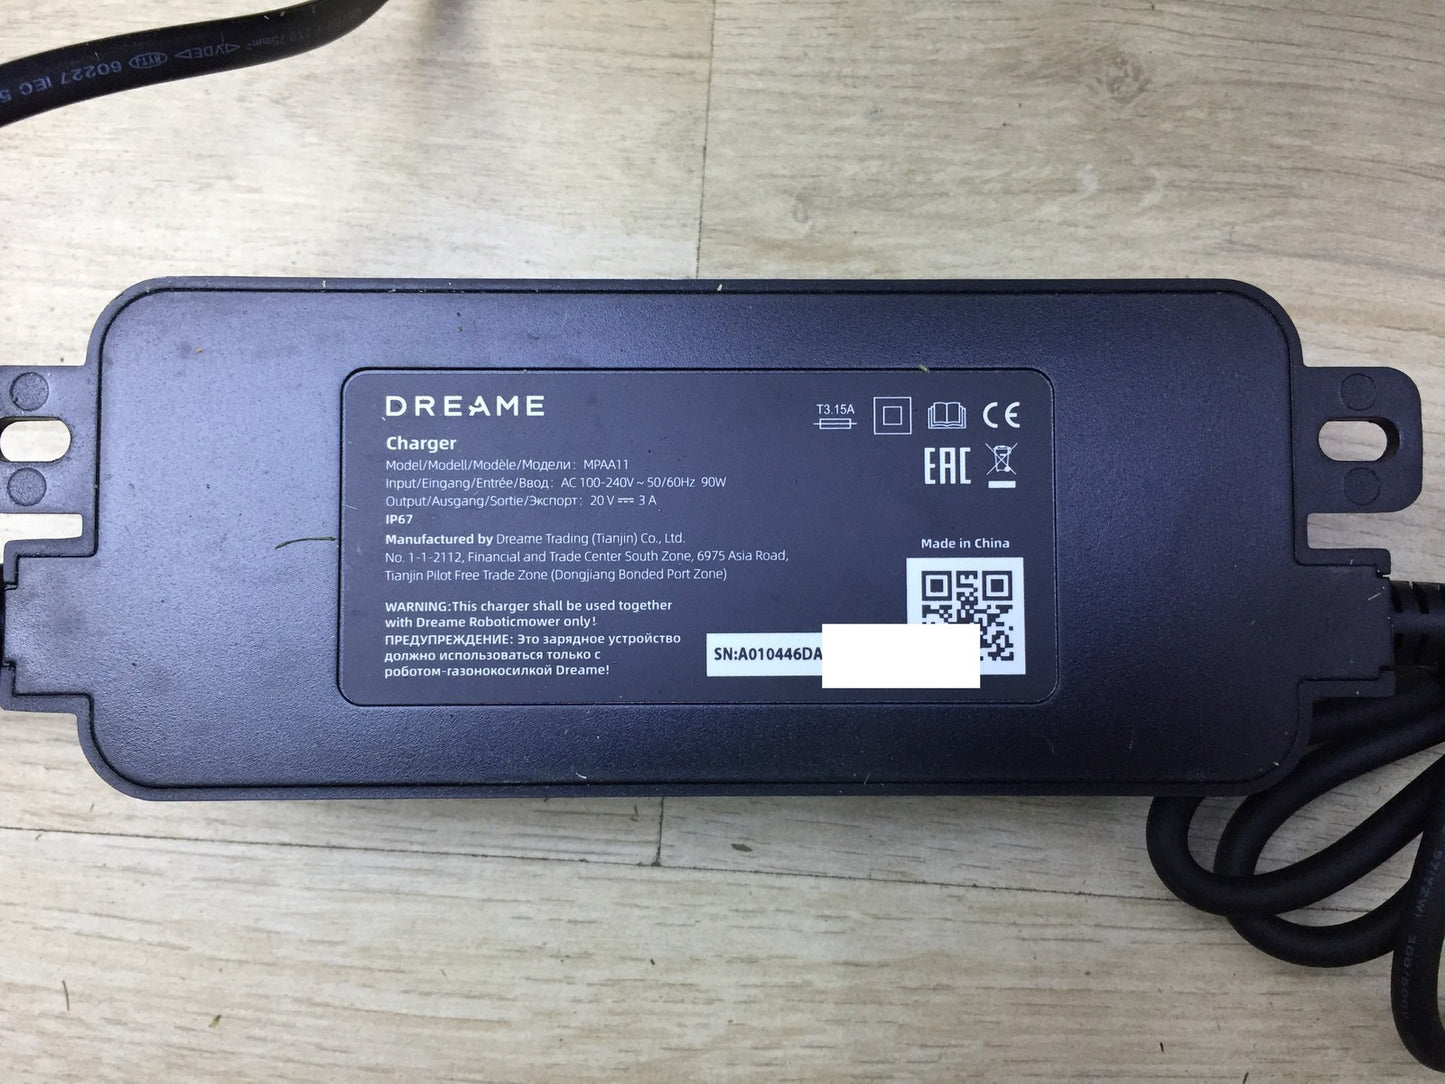 60227 IEC 5
VDE
DREAME
T3.15A
Charger
Model/Modell/Modèle/Модели: MPAA11
Input/Eingang/Entrée/Ввод: AC 100-240V ~ 50/60Hz 90W
Output/Ausgang/Sortie/Экспорт: 20 V ⎓ 3 A
IP67
CE
EAC
Manufactured by Dreame Trading (Tianjin) Co., Ltd.
No. 1-1-2112, Financial and Trade Center South Zone, 6975 Asia Road,
Tianjin Pilot Free Trade Zone (Dongjiang Bonded Port Zone)
Made in China
WARNING:This charger shall be used together
with Dreame Roboticmower only!
ПРЕДУПРЕЖДЕНИЕ: Это зарядное устройство
должно использоваться только с
роботом-газонокосилкой Dreame!
SN:A010446DA
300/500V